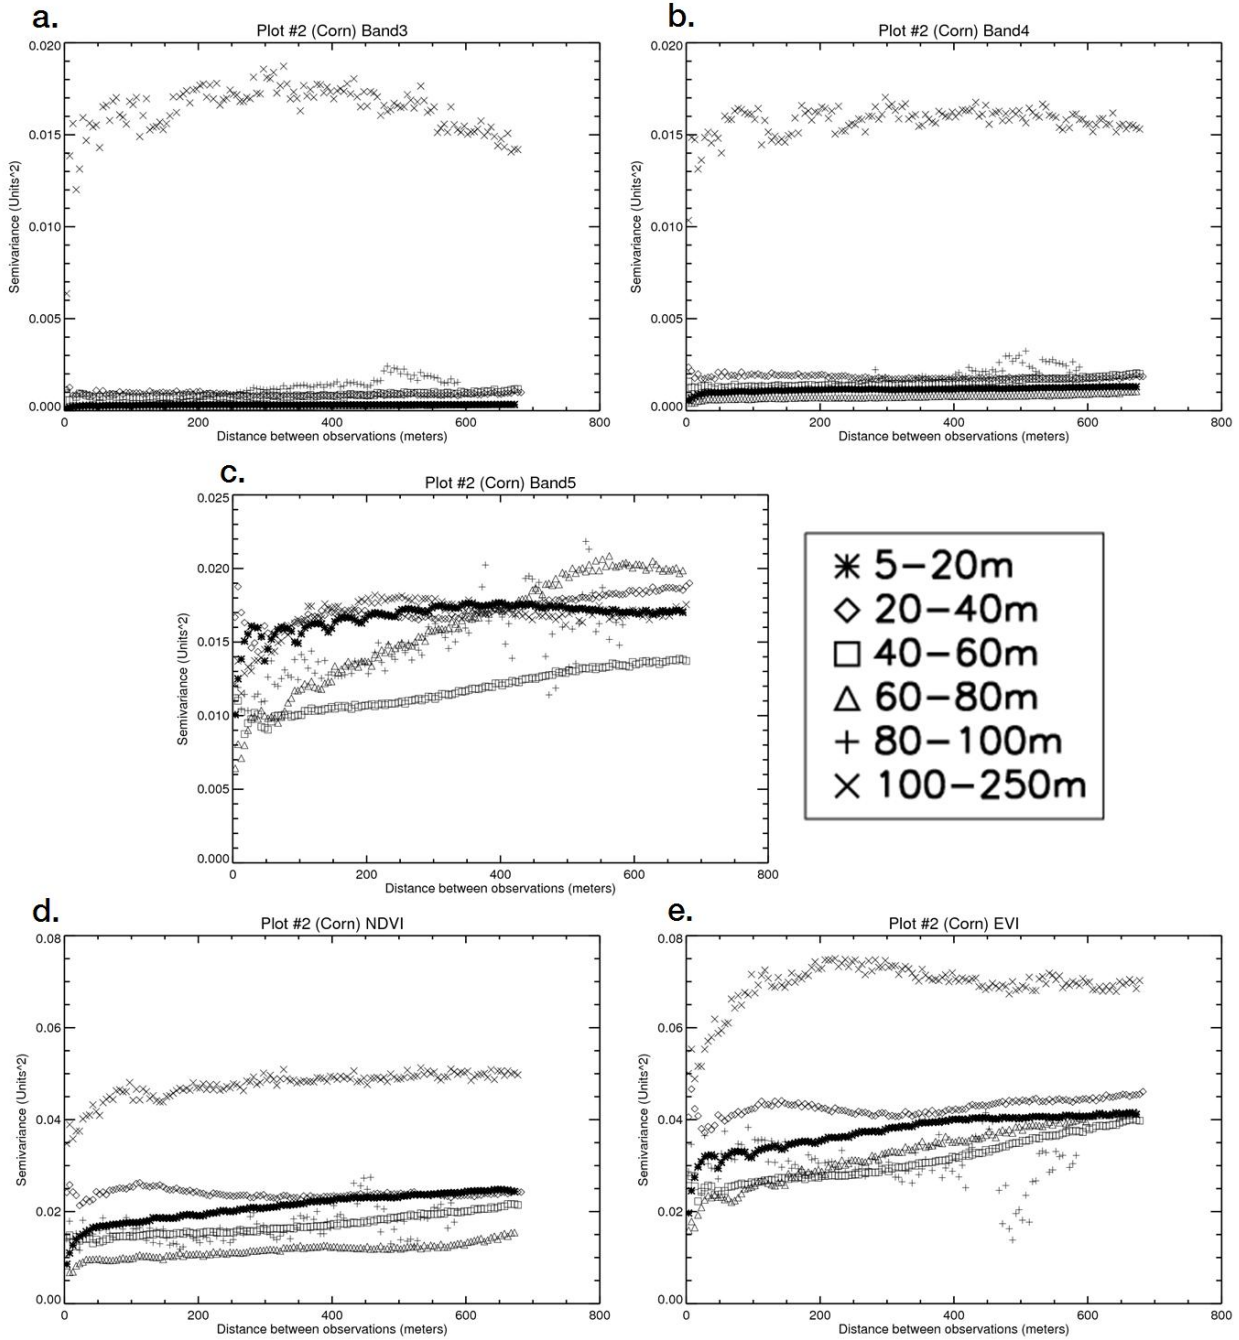 a.
Plot #2 (Corn) Band3
0.020
0.015
0.010
0.005
0.000
Semivariance (Units^2)
0 200 400 600 800
Distance between observations (meters)
b.
Plot #2 (Corn) Band4
0.020
0.015
0.010
0.005
0.000
Semivariance (Units^2)
0 200 400 600 800
Distance between observations (meters)
c.
Plot #2 (Corn) Band5
0.025
0.020
0.015
0.010
0.005
0.000
Semivariance (Units^2)
0 200 400 600 800
Distance between observations (meters)
5-20m
20-40m
40-60m
60-80m
80-100m
100-250m
d.
Plot #2 (Corn) NDVI
0.08
0.06
0.04
0.02
0.00
Semivariance (Units^2)
0 200 400 600 800
Distance between observations (meters)
e.
Plot #2 (Corn) EVI
0.08
0.06
0.04
0.02
0.00
Semivariance (Units^2)
0 200 400 600 800
Distance between observations (meters)